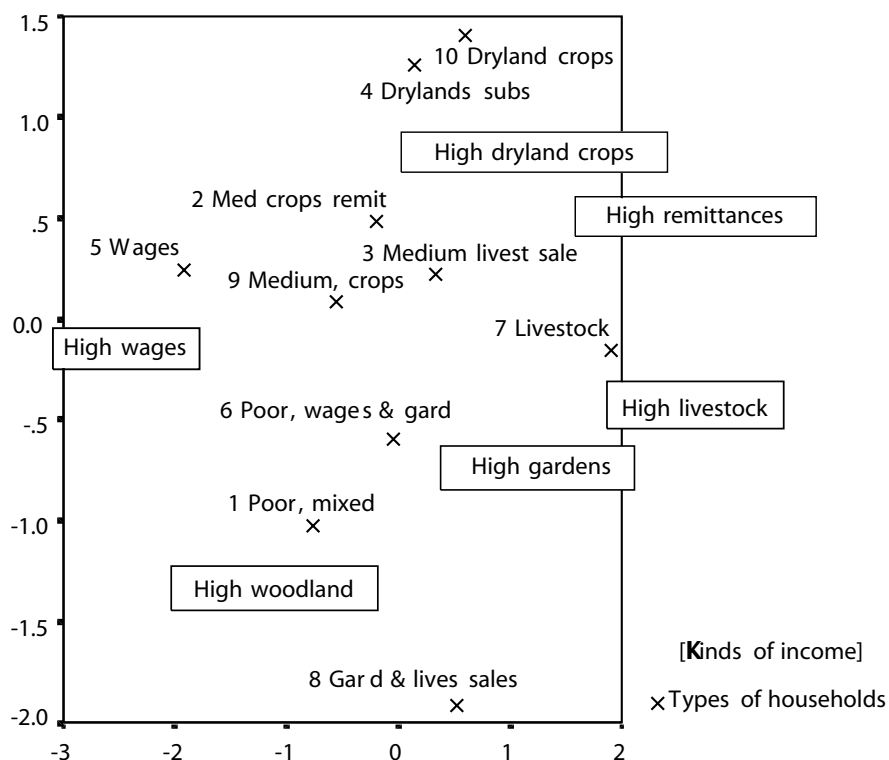 1.5
10 Dryland crops
4 Drylands subs
1.0
High dryland crops
2 Med crops remit
High remittances
.5
5 Wages
3 Medium livest sale
9 Medium, crops
0.0
7 Livestock
High wages
6 Poor, wages & gard
High livestock
-.5
High gardens
1 Poor, mixed
-1.0
High woodland
-1.5
[Kinds of income]
8 Gard & lives sales
× Types of households
-2.0
-3 -2 -1 0 1 2